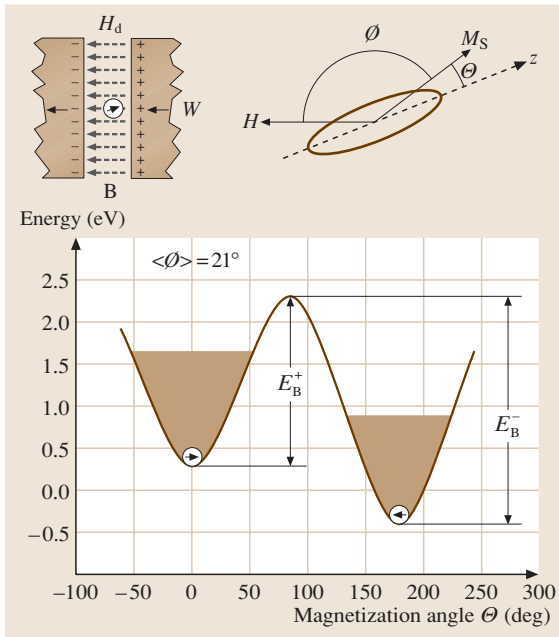 H_d
− +
− +
− +
− +
− +
− +
− +
− +
− +
− +
W
B
Ø
M_S
Θ
z
H
Energy (eV)
<Ø> = 21°
2.5
2.0
1.5
1.0
0.5
0.0
−0.5
E_B^+
E_B^−
−100 −50 0 50 100 150 200 250 300
Magnetization angle Θ (deg)